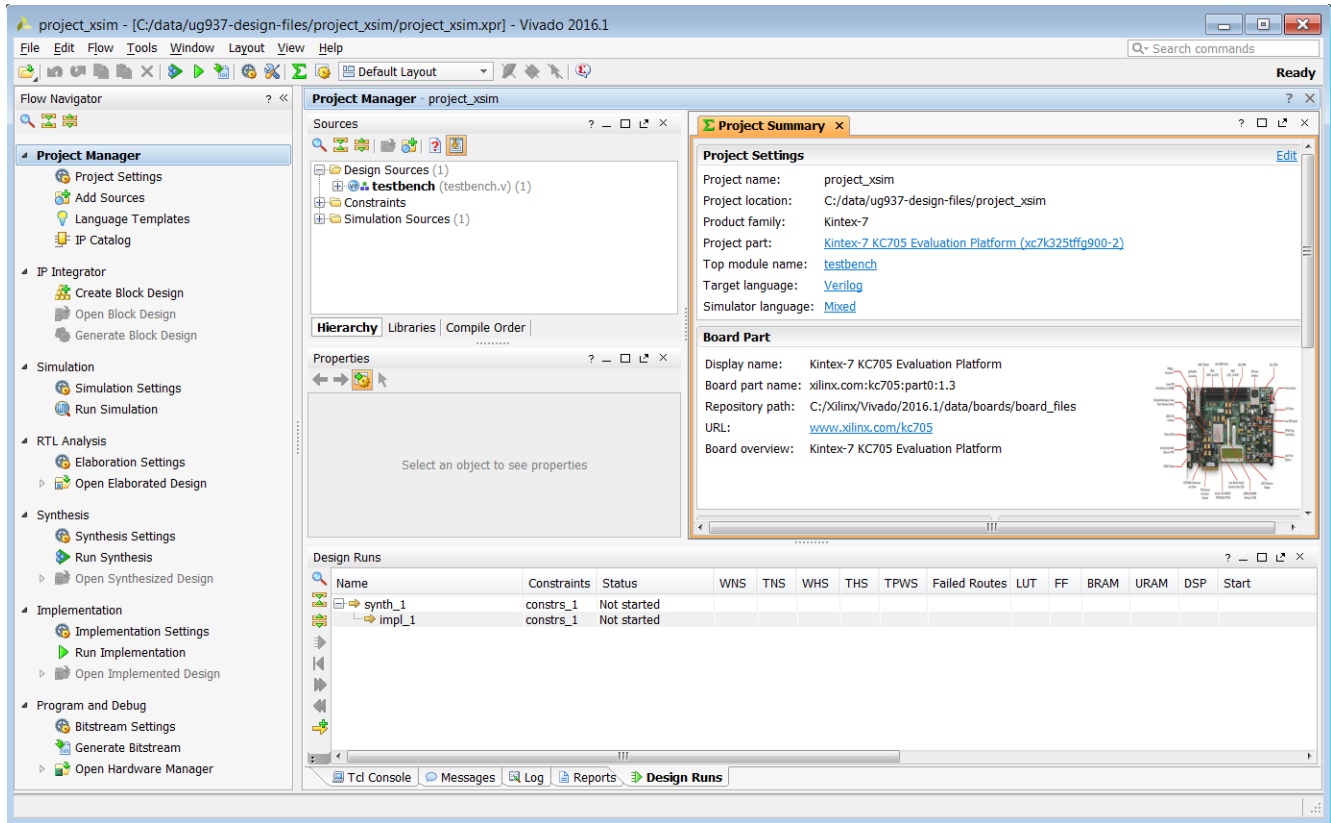 project_xsim - [C:/data/ug937-design-files/project_xsim/project_xsim.xpr] - Vivado 2016.1
File Edit Flow Tools Window Layout View Help
Search commands
Default Layout
Ready
Flow Navigator
Project Manager
Project Settings
Add Sources
Language Templates
IP Catalog
IP Integrator
Create Block Design
Open Block Design
Generate Block Design
Simulation
Simulation Settings
Run Simulation
RTL Analysis
Elaboration Settings
Open Elaborated Design
Synthesis
Synthesis Settings
Run Synthesis
Open Synthesized Design
Implementation
Implementation Settings
Run Implementation
Open Implemented Design
Program and Debug
Bitstream Settings
Generate Bitstream
Open Hardware Manager
Project Manager - project_xsim
Sources
Design Sources (1)
testbench (testbench.v) (1)
Constraints
Simulation Sources (1)
Hierarchy Libraries Compile Order
Properties
Select an object to see properties
Project Summary
Project Settings Edit
Project name: project_xsim
Project location: C:/data/ug937-design-files/project_xsim
Product family: Kintex-7
Project part: Kintex-7 KC705 Evaluation Platform (xc7k325tffg900-2)
Top module name: testbench
Target language: Verilog
Simulator language: Mixed
Board Part
Display name: Kintex-7 KC705 Evaluation Platform
Board part name: xilinx.com:kc705:part0:1.3
Repository path: C:/Xilinx/Vivado/2016.1/data/boards/board_files
URL: www.xilinx.com/kc705
Board overview: Kintex-7 KC705 Evaluation Platform
Design Runs
Name Constraints Status WNS TNS WHS THS TPWS Failed Routes LUT FF BRAM URAM DSP Start
synth_1 constrs_1 Not started
impl_1 constrs_1 Not started
Tcl Console Messages Log Reports Design Runs